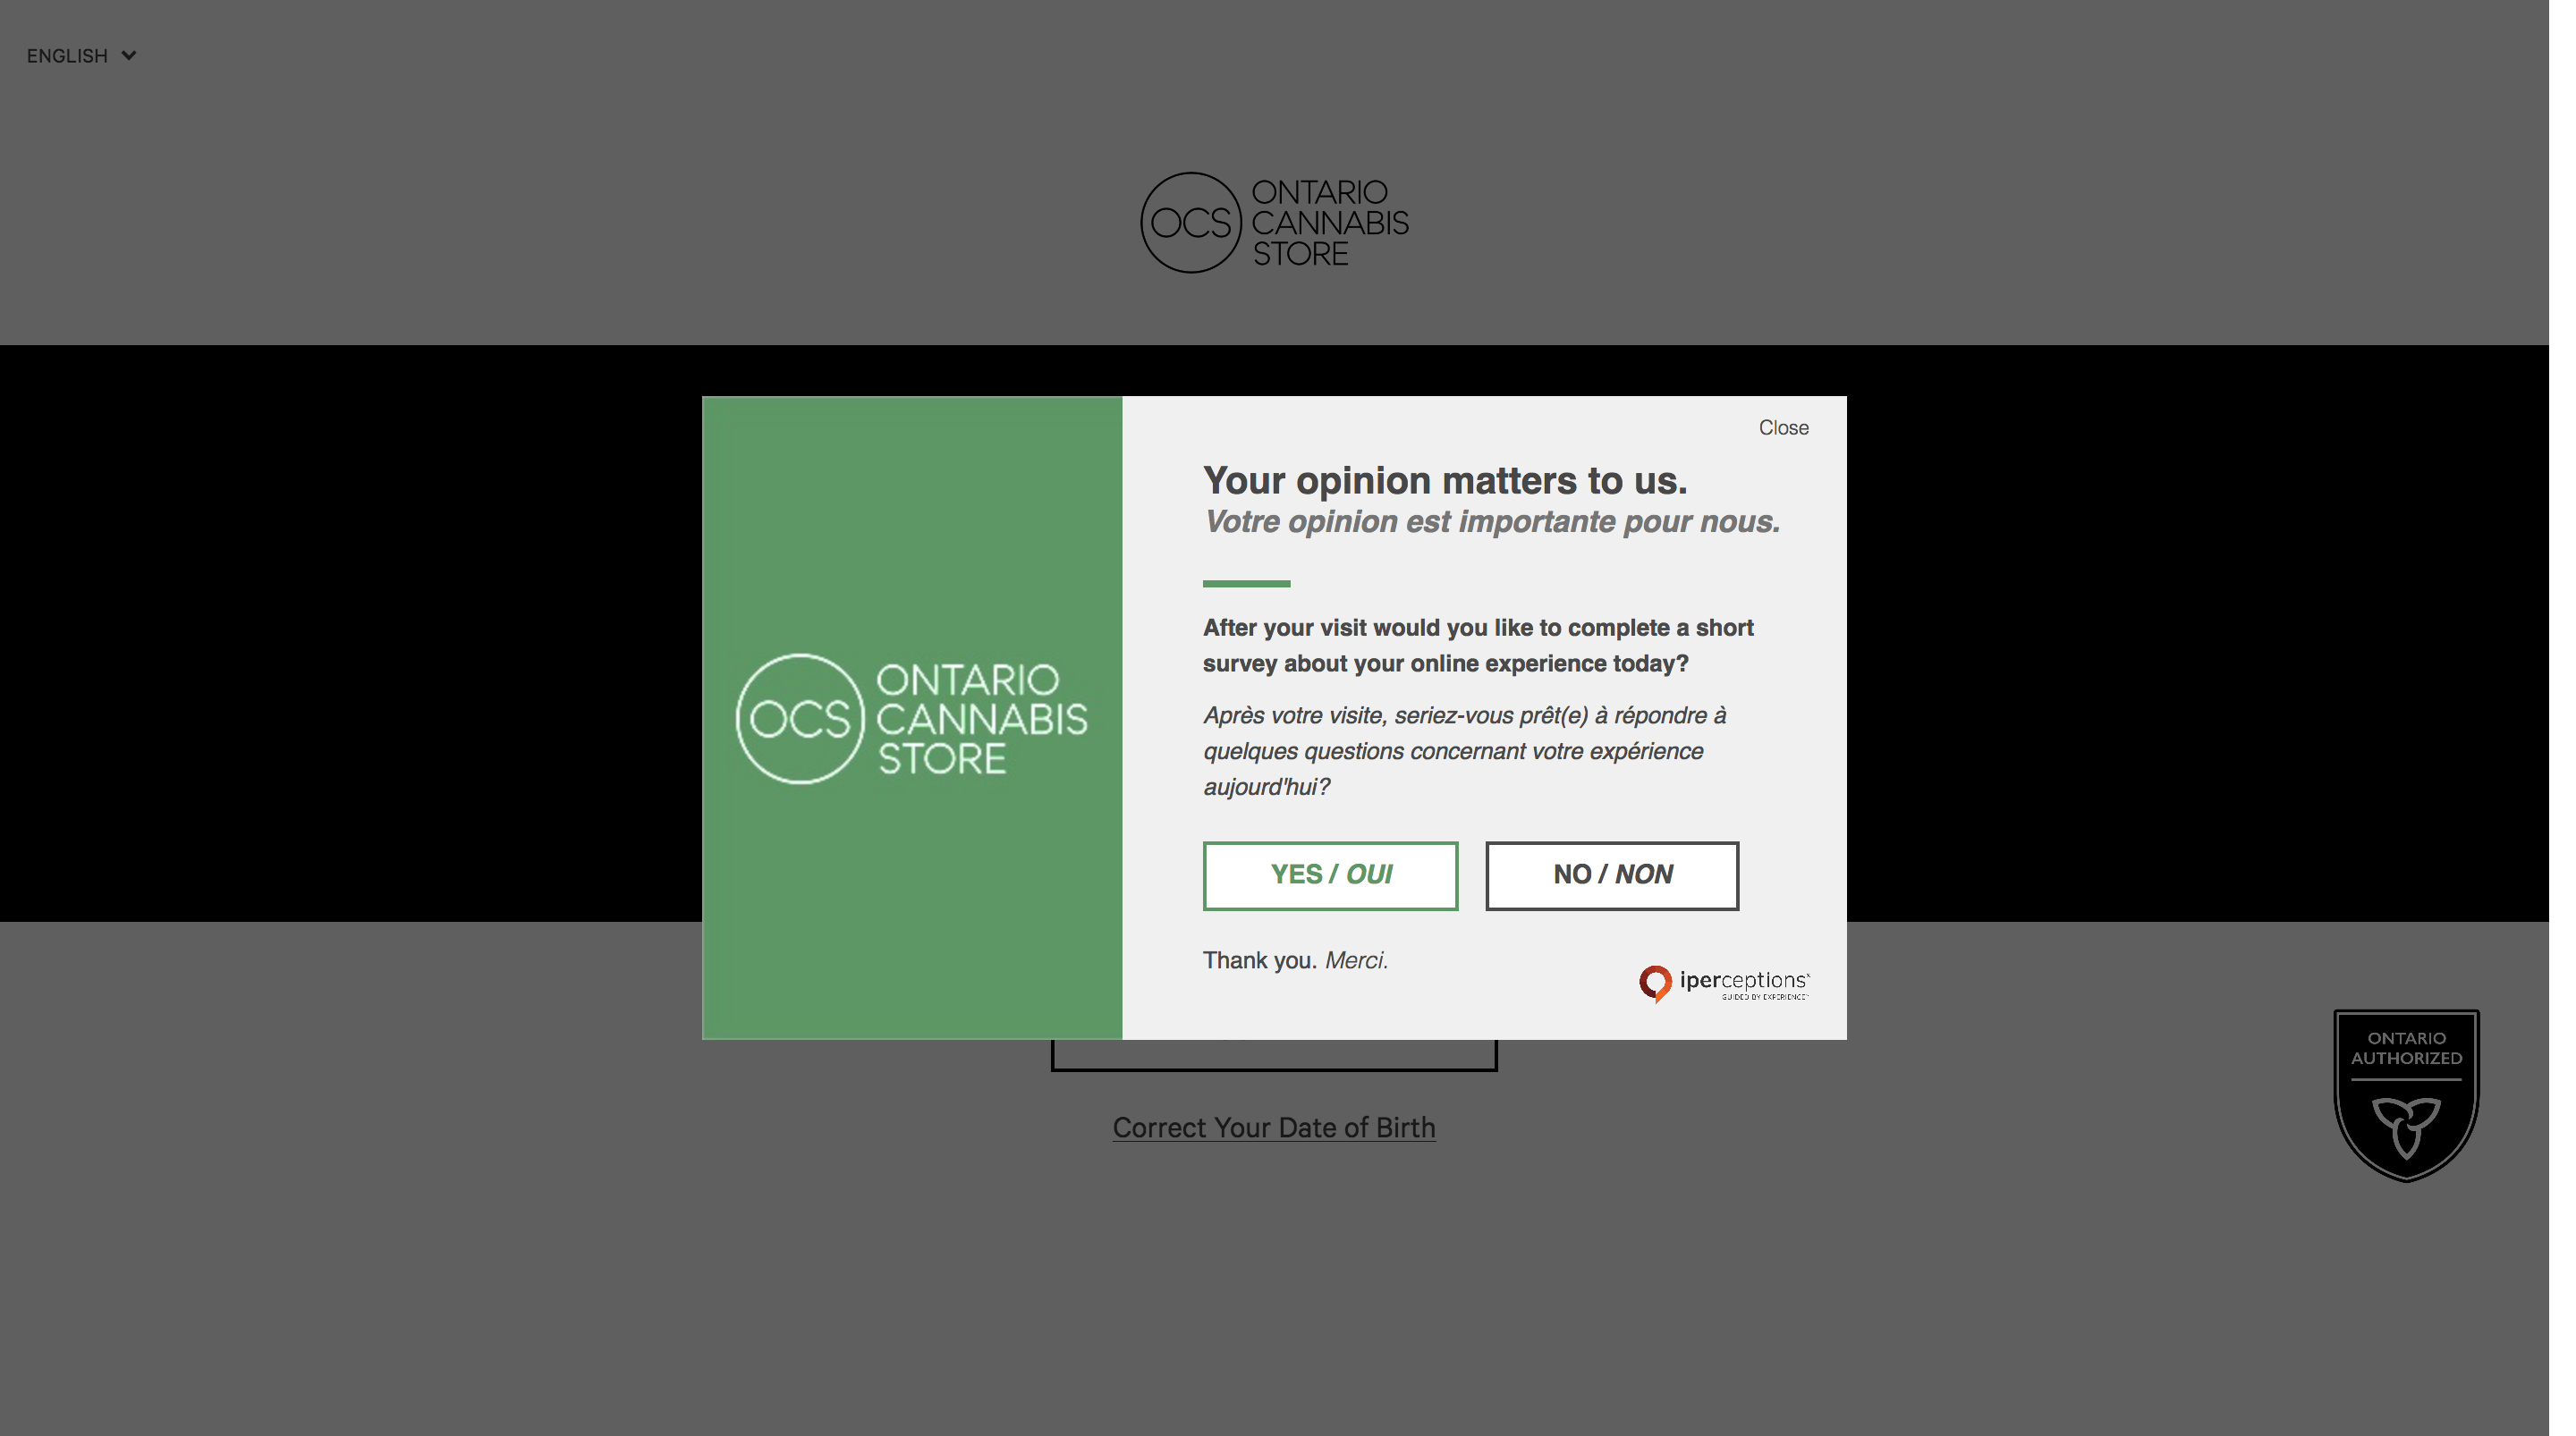 ENGLISH
OCS
ONTARIO
CANNABIS
STORE
Close
Your opinion matters to us.
Votre opinion est importante pour nous.
After your visit would you like to complete a short
survey about your online experience today?
Après votre visite, seriez-vous prêt(e) à répondre à
quelques questions concernant votre expérience
aujourd'hui?
OCS
ONTARIO
CANNABIS
STORE
YES / OUI
NO / NON
Thank you. Merci.
iperceptions
GUIDED BY EXPERIENCE
ONTARIO
AUTHORIZED
Correct Your Date of Birth